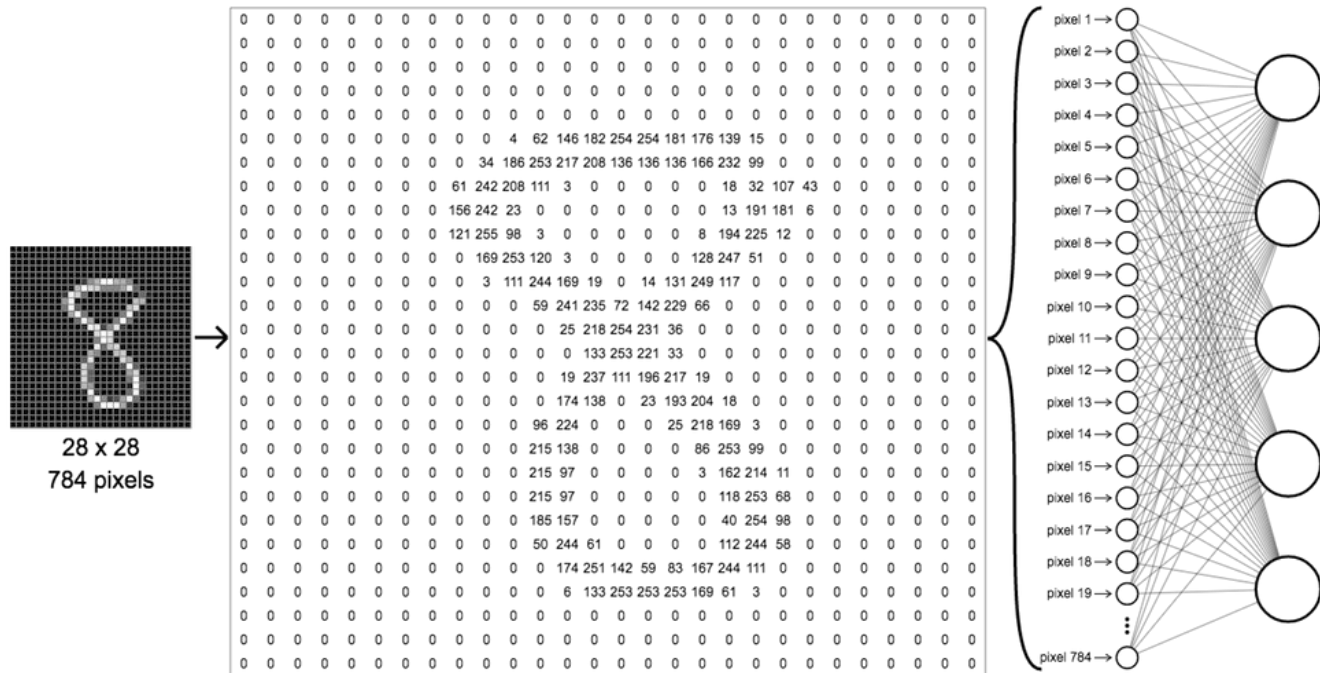 28 x 28
784 pixels
0 0 0 0 0 0 0 0 0 0 0 0 0 0 0 0 0 0 0 0 0 0 0 0 0 0 0 0
0 0 0 0 0 0 0 0 0 0 0 0 0 0 0 0 0 0 0 0 0 0 0 0 0 0 0 0
0 0 0 0 0 0 0 0 0 0 0 0 0 0 0 0 0 0 0 0 0 0 0 0 0 0 0 0
0 0 0 0 0 0 0 0 0 0 0 0 0 0 0 0 0 0 0 0 0 0 0 0 0 0 0 0
0 0 0 0 0 0 0 0 0 0 0 0 0 0 0 0 0 0 0 0 0 0 0 0 0 0 0 0
0 0 0 0 0 0 0 0 0 0 4 62 146 182 254 254 181 176 139 15 0 0 0 0 0 0 0 0
0 0 0 0 0 0 0 0 0 34 186 253 217 208 136 136 136 166 232 99 0 0 0 0 0 0 0 0
0 0 0 0 0 0 0 0 61 242 208 111 3 0 0 0 0 0 18 32 107 43 0 0 0 0 0 0
0 0 0 0 0 0 0 0 156 242 23 0 0 0 0 0 0 0 13 191 181 6 0 0 0 0 0 0
0 0 0 0 0 0 0 0 121 255 98 3 0 0 0 0 0 8 194 225 12 0 0 0 0 0 0 0
0 0 0 0 0 0 0 0 0 169 253 120 3 0 0 0 0 128 247 51 0 0 0 0 0 0 0 0
0 0 0 0 0 0 0 0 0 3 111 244 169 19 0 14 131 249 117 0 0 0 0 0 0 0 0 0
0 0 0 0 0 0 0 0 0 0 0 59 241 235 72 142 229 66 0 0 0 0 0 0 0 0 0 0
0 0 0 0 0 0 0 0 0 0 0 0 25 218 254 231 36 0 0 0 0 0 0 0 0 0 0 0
0 0 0 0 0 0 0 0 0 0 0 0 0 133 253 221 33 0 0 0 0 0 0 0 0 0 0 0
0 0 0 0 0 0 0 0 0 0 0 0 19 237 111 196 217 19 0 0 0 0 0 0 0 0 0 0
0 0 0 0 0 0 0 0 0 0 0 0 174 138 0 23 193 204 18 0 0 0 0 0 0 0 0 0
0 0 0 0 0 0 0 0 0 0 0 96 224 0 0 0 25 218 169 3 0 0 0 0 0 0 0 0
0 0 0 0 0 0 0 0 0 0 0 215 138 0 0 0 0 86 253 99 0 0 0 0 0 0 0 0
0 0 0 0 0 0 0 0 0 0 0 215 97 0 0 0 0 3 162 214 11 0 0 0 0 0 0 0
0 0 0 0 0 0 0 0 0 0 0 215 97 0 0 0 0 0 118 253 68 0 0 0 0 0 0 0
0 0 0 0 0 0 0 0 0 0 0 185 157 0 0 0 0 0 40 254 98 0 0 0 0 0 0 0
0 0 0 0 0 0 0 0 0 0 0 50 244 61 0 0 0 0 112 244 58 0 0 0 0 0 0 0
0 0 0 0 0 0 0 0 0 0 0 0 174 251 142 59 83 167 244 111 0 0 0 0 0 0 0 0
0 0 0 0 0 0 0 0 0 0 0 0 6 133 253 253 253 169 61 3 0 0 0 0 0 0 0 0
0 0 0 0 0 0 0 0 0 0 0 0 0 0 0 0 0 0 0 0 0 0 0 0 0 0 0 0
0 0 0 0 0 0 0 0 0 0 0 0 0 0 0 0 0 0 0 0 0 0 0 0 0 0 0 0
0 0 0 0 0 0 0 0 0 0 0 0 0 0 0 0 0 0 0 0 0 0 0 0 0 0 0 0
pixel 1
pixel 2
pixel 3
pixel 4
pixel 5
pixel 6
pixel 7
pixel 8
pixel 9
pixel 10
pixel 11
pixel 12
pixel 13
pixel 14
pixel 15
pixel 16
pixel 17
pixel 18
pixel 19
pixel 784